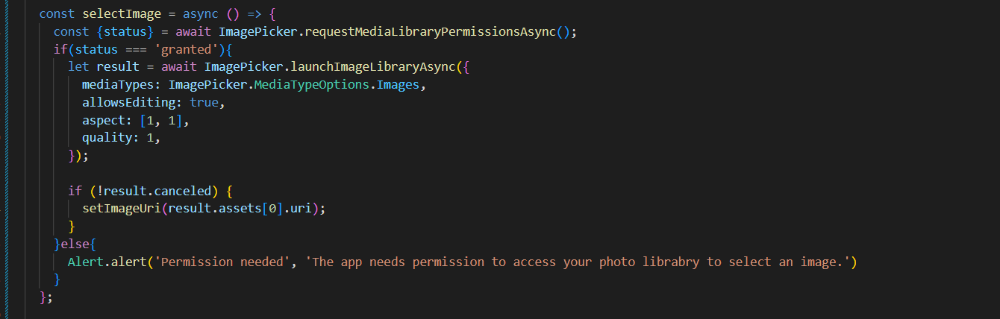 const selectImage = async () => {
const {status} = await ImagePicker.requestMediaLibraryPermissionsAsync();
if(status === 'granted'){
let result = await ImagePicker.launchImageLibraryAsync({
mediaTypes: ImagePicker.MediaTypeOptions.Images,
allowsEditing: true,
aspect: [1, 1],
quality: 1,
});
if (!result.canceled) {
setImageUri(result.assets[0].uri);
}
}else{
Alert.alert('Permission needed', 'The app needs permission to access your photo librabry to select an image.')
}
};